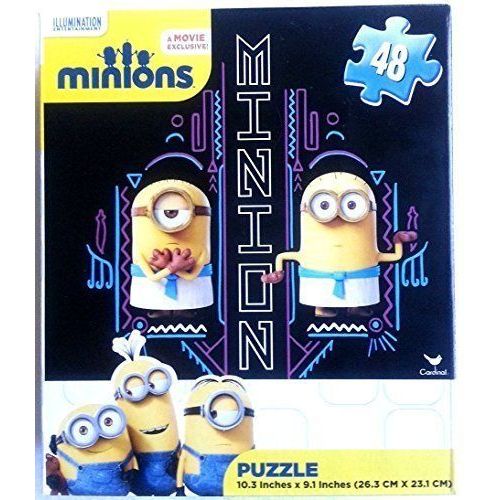 ILLUMINATION
ENTERTAINMENT
minions
A MOVIE
EXCLUSIVE!
48
MINION
Cardinal
PUZZLE
10.3 Inches x 9.1 Inches (26.3 CM X 23.1 CM)